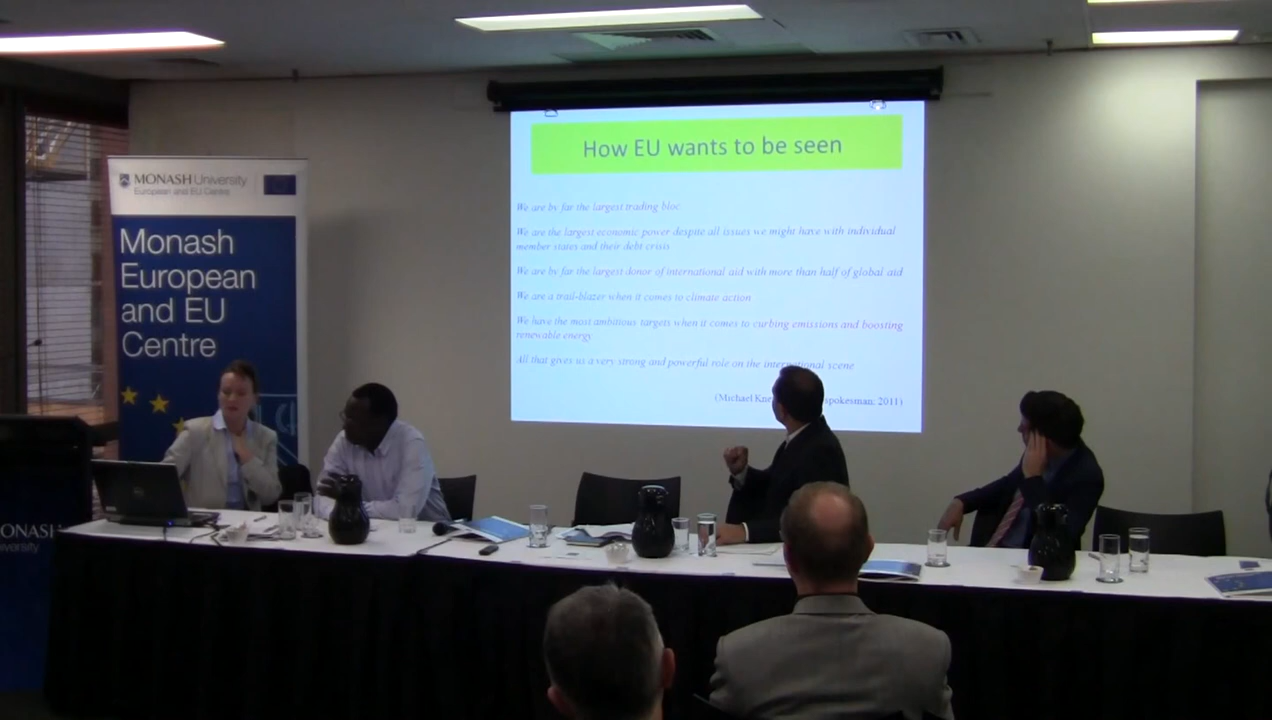 MONASH University
European and EU Centre
Monash
European
and EU
Centre
How EU wants to be seen
We are by far the largest trading bloc
We are the largest economic power despite all issues we might have with individual
member states and their debt crisis
We are by far the largest donor of international aid with more than half of global aid
We are a trail-blazer when it comes to climate action
We have the most ambitious targets when it comes to curbing emissions and boosting
renewable energy
All that gives us a very strong and powerful role on the international scene
(Michael spokesman; 2011)